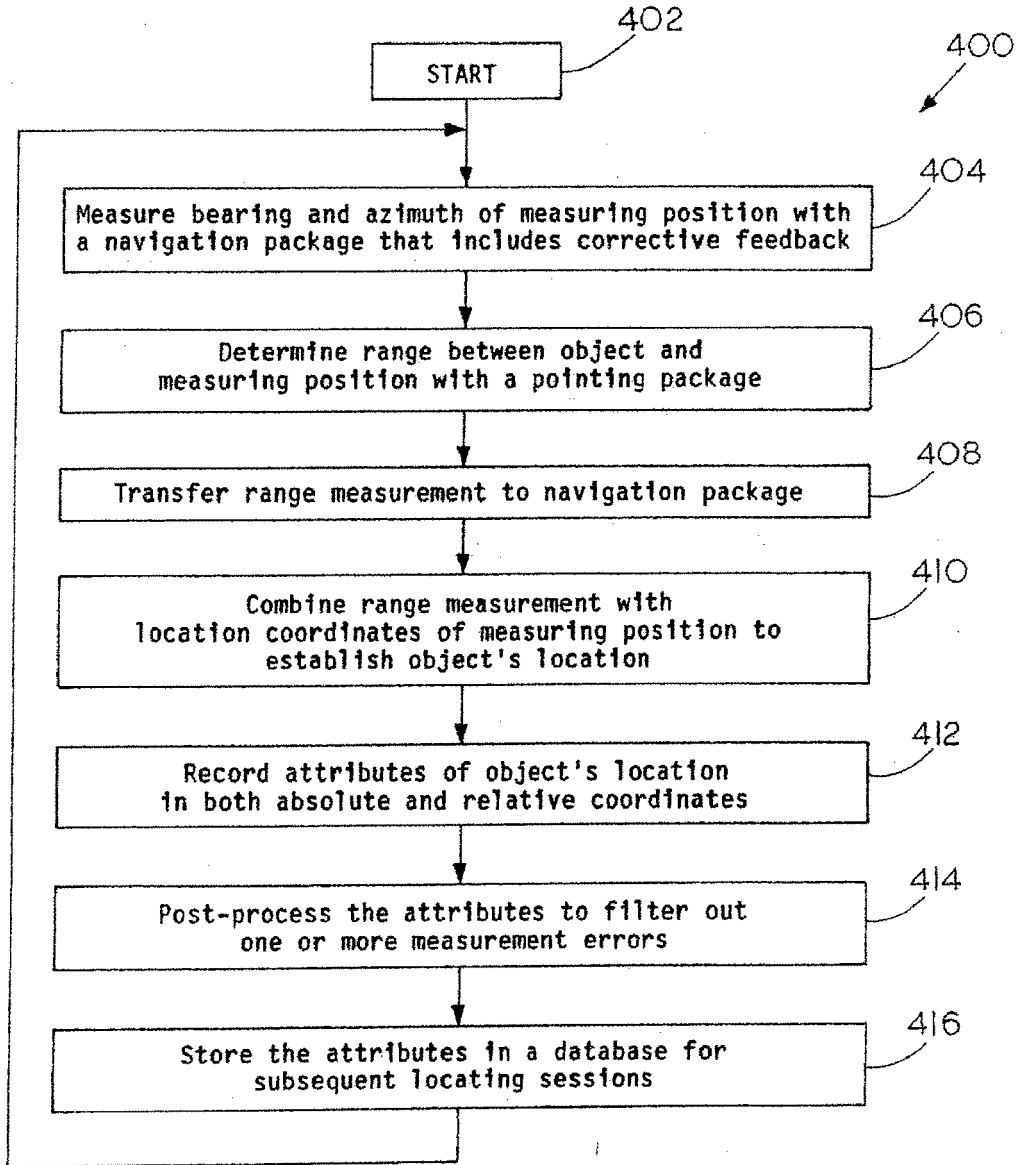 402
START
400
404
Measure bearing and azimuth of measuring position with
a navigation package that includes corrective feedback
406
Determine range between object and
measuring position with a pointing package
408
Transfer range measurement to navigation package
410
Combine range measurement with
location coordinates of measuring position to
establish object's location
412
Record attributes of object's location
in both absolute and relative coordinates
414
Post-process the attributes to filter out
one or more measurement errors
416
Store the attributes in a database for
subsequent locating sessions